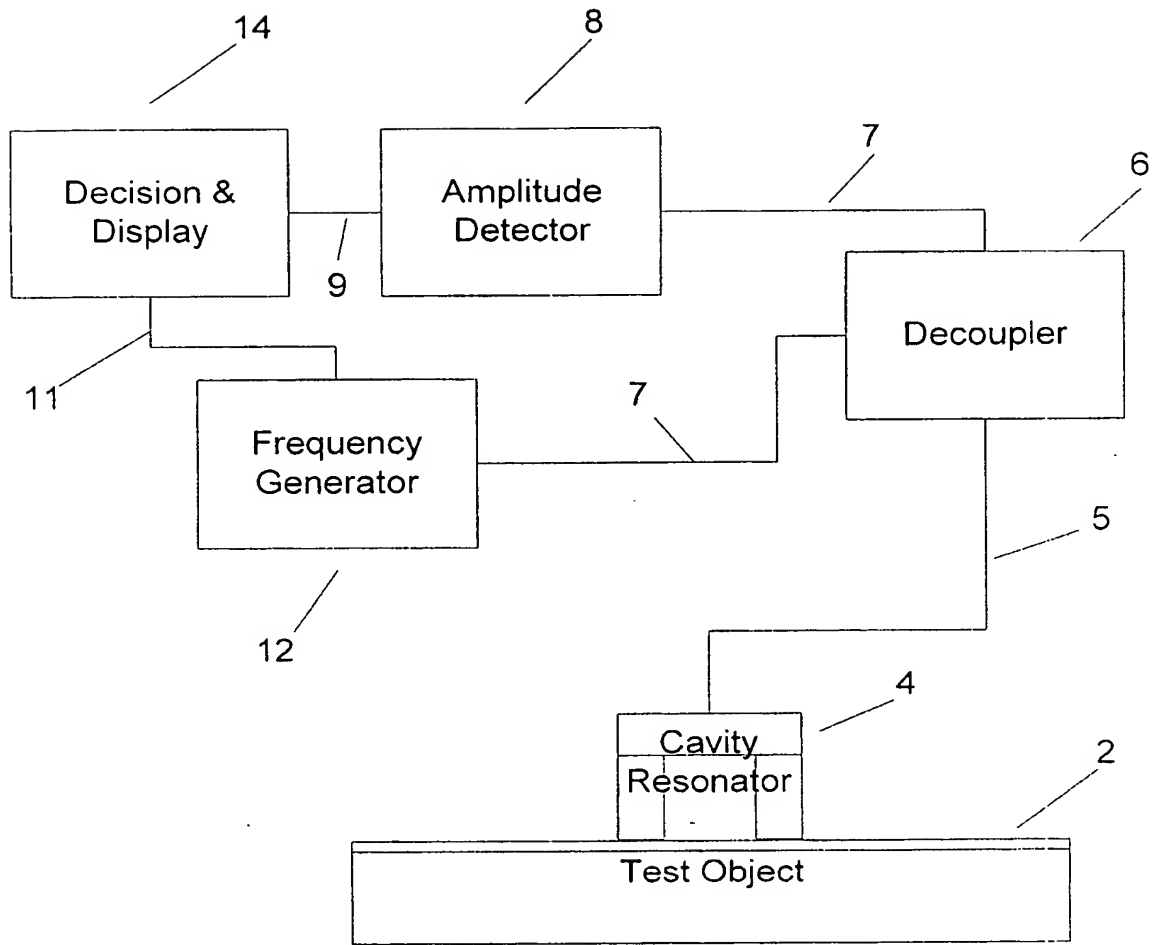 14
8
7
6
Decision &
Display
Amplitude
Detector
9
Decoupler
11
7
Frequency
Generator
5
12
4
Cavity
Resonator
2
Test Object